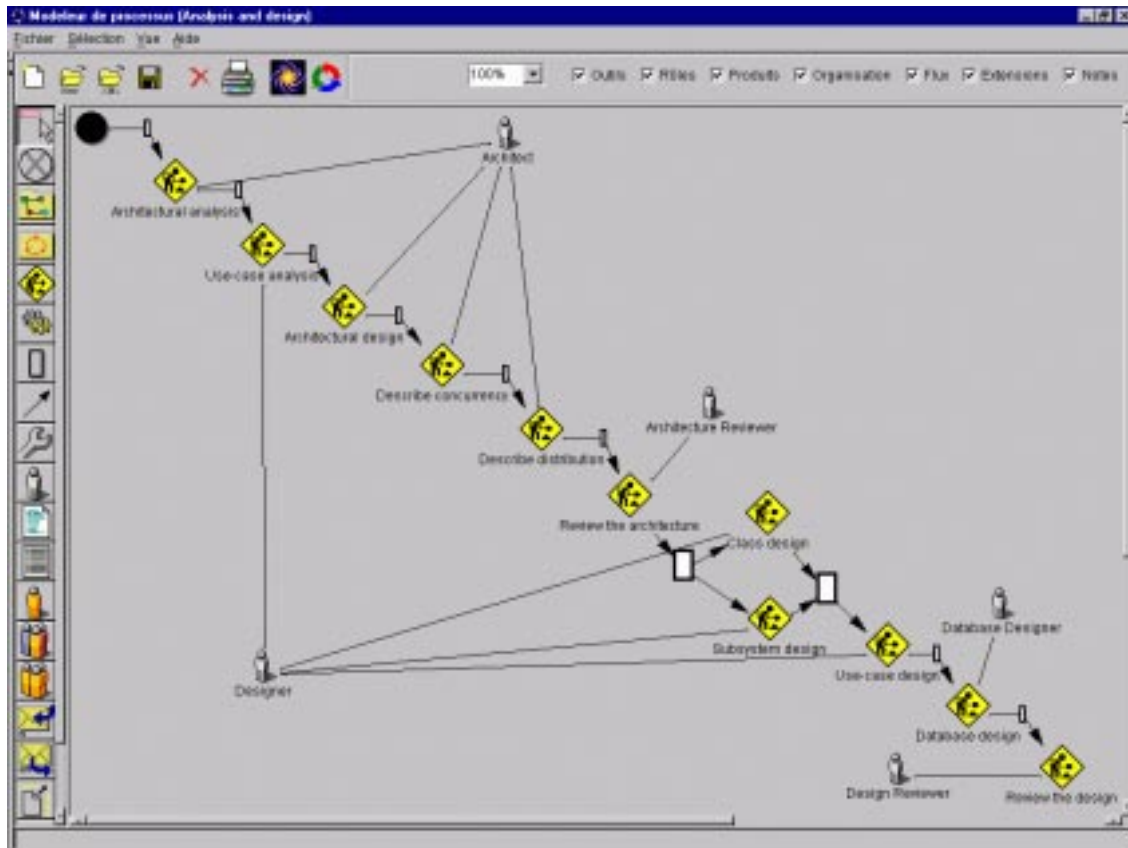 Modeleur de processus (Analysis and design)
Fichier Sélection Vue Aide
100% Outils Rôles Produits Organisation Flux Extensions Notes
Architect
Architectural analysis
Use-case analysis
Architectural design
Describe concurrence
Architecture Reviewer
Describe distribution
Review the architecture
Class design
Database Designer
Subsystem design
Use-case design
Designer
Database design
Design Reviewer
Review the design